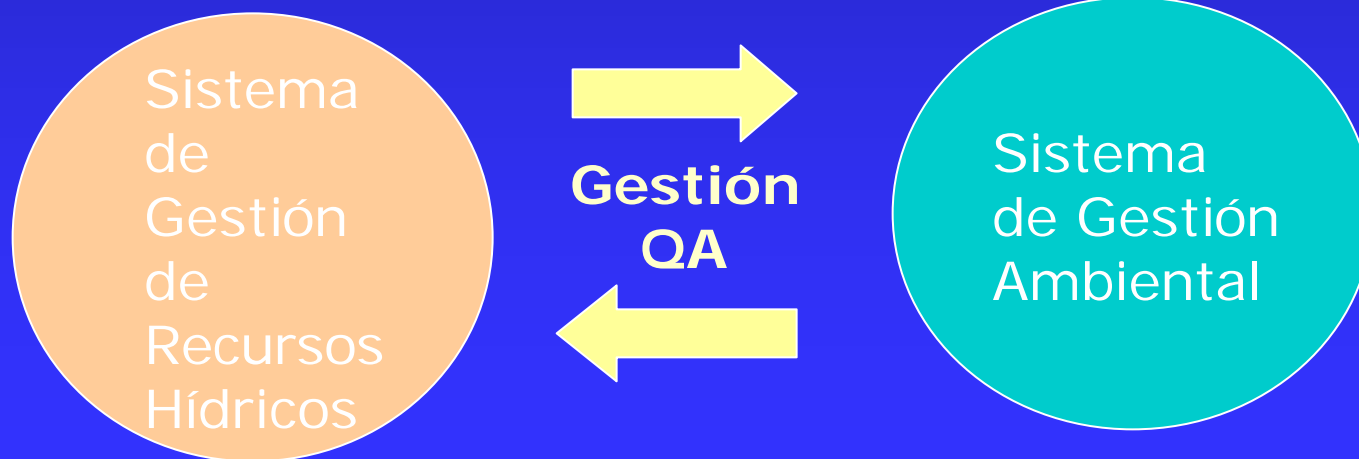 Sistema
de
Gestión
de
Recursos
Hídricos
Gestión
QA
Sistema
de Gestión
Ambiental